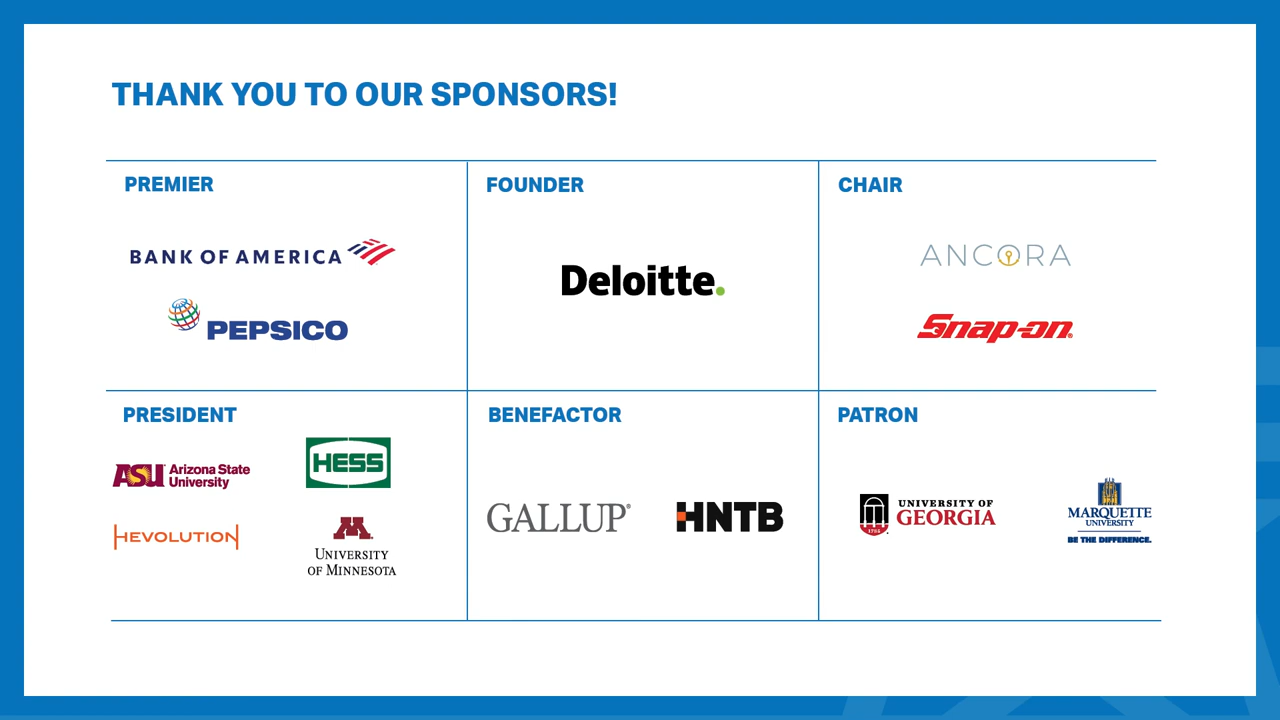 THANK YOU TO OUR SPONSORS!
PREMIER
BANK OF AMERICA
PEPSICO
FOUNDER
Deloitte.
CHAIR
ANCORA
Snap-on®
PRESIDENT
ASU Arizona State
University
HESS
HEVOLUTION
M
UNIVERSITY
OF MINNESOTA
BENEFACTOR
GALLUP®
HNTB
PATRON
1785
UNIVERSITY OF
GEORGIA
MARQUETTE
UNIVERSITY
BE THE DIFFERENCE.